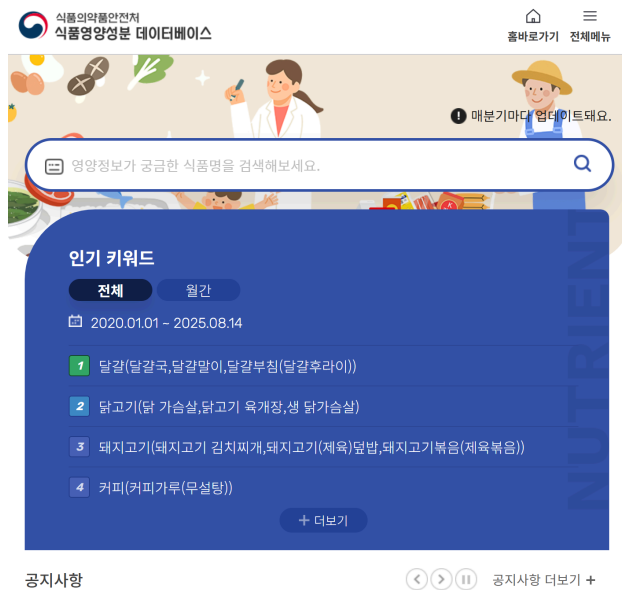 식품의약품안전처
식품영양성분 데이터베이스
홈바로가기 전체메뉴
매분기마다 업데이트돼요.
영양정보가 궁금한 식품명을 검색해보세요.
인기 키워드
전체 월간
2020.01.01 ~ 2025.08.14
1 달걀(달걀국,달걀말이,달걀부침(달걀후라이))
2 닭고기(닭 가슴살,닭고기 육개장,생 닭가슴살)
3 돼지고기(돼지고기 김치찌개,돼지고기(제육)덮밥,돼지고기볶음(제육볶음))
4 커피(커피가루(무설탕))
+ 더보기
NUTRIENT
공지사항
공지사항 더보기 +